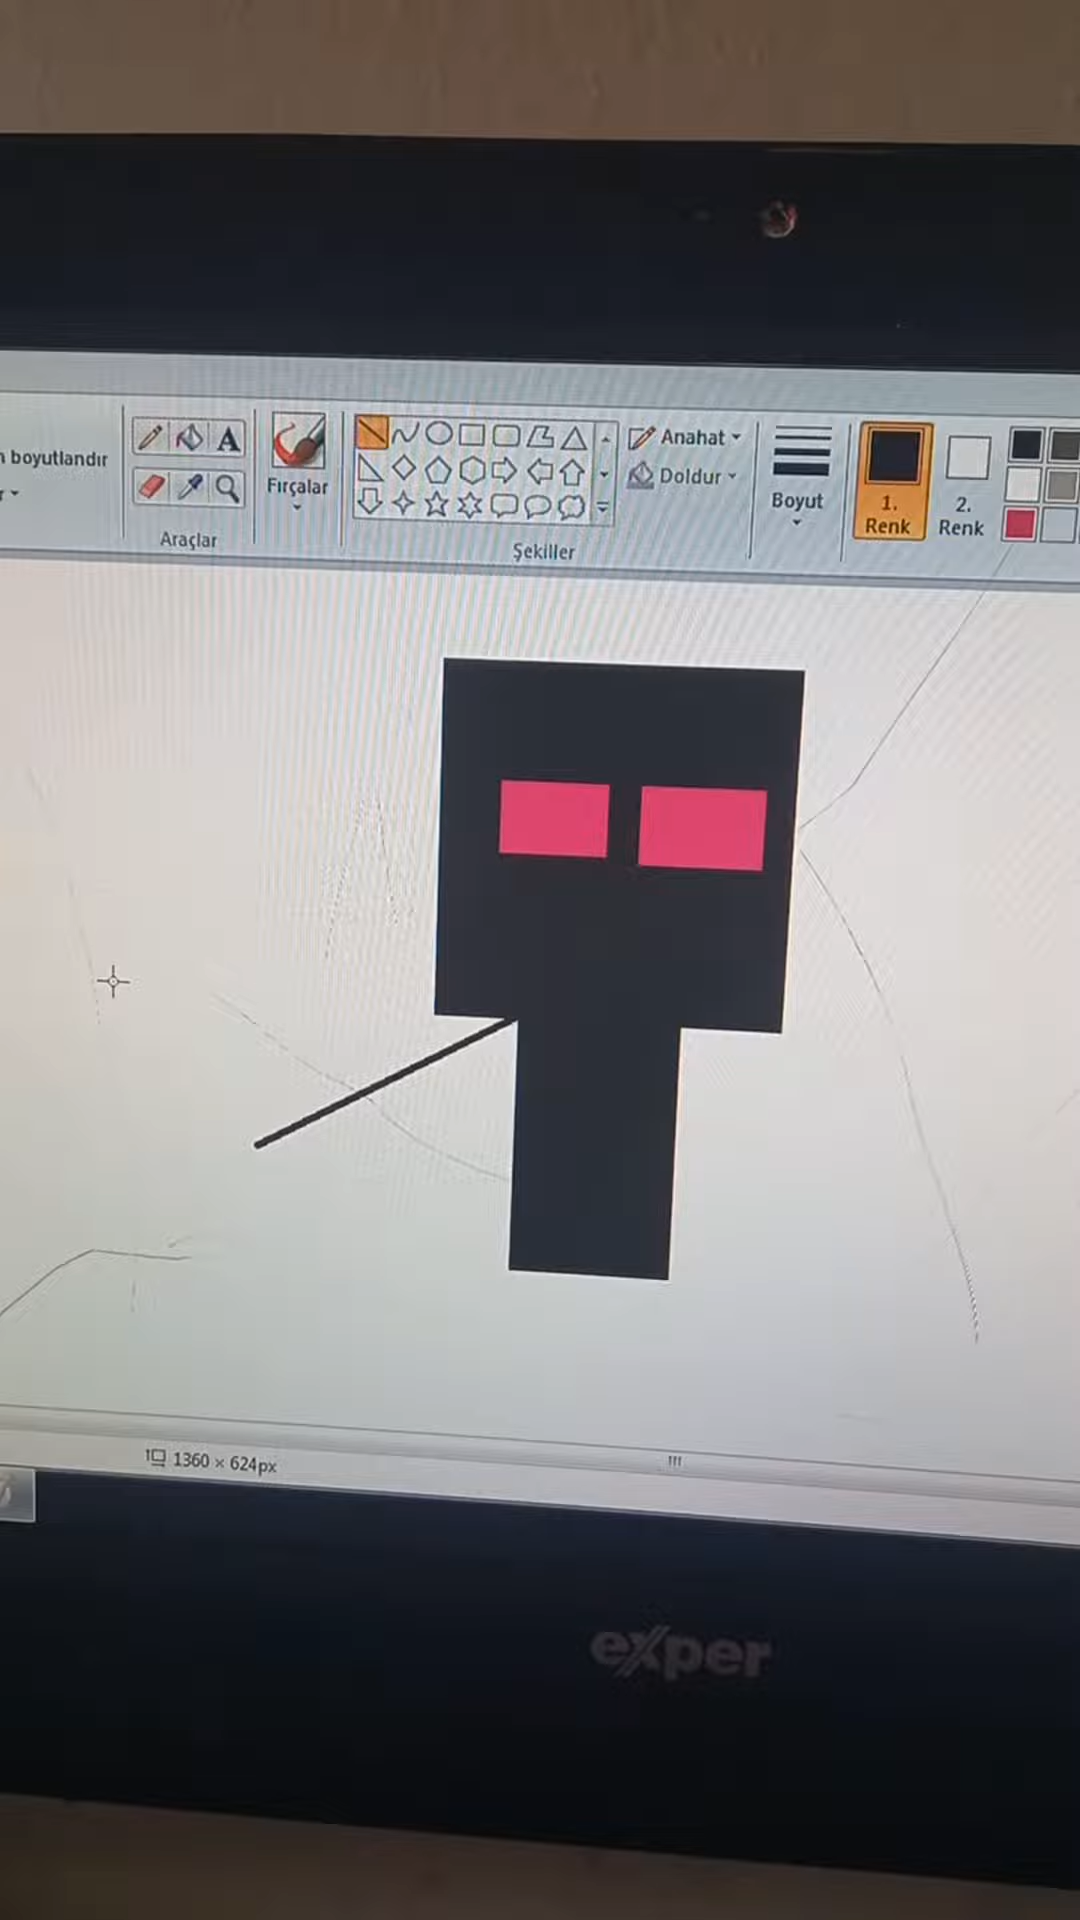 boyutlandır
Araçlar
Fırçalar
Şekiller
Anahat
Doldur
Boyut
1.
Renk
2.
Renk
1360 × 624px
exper